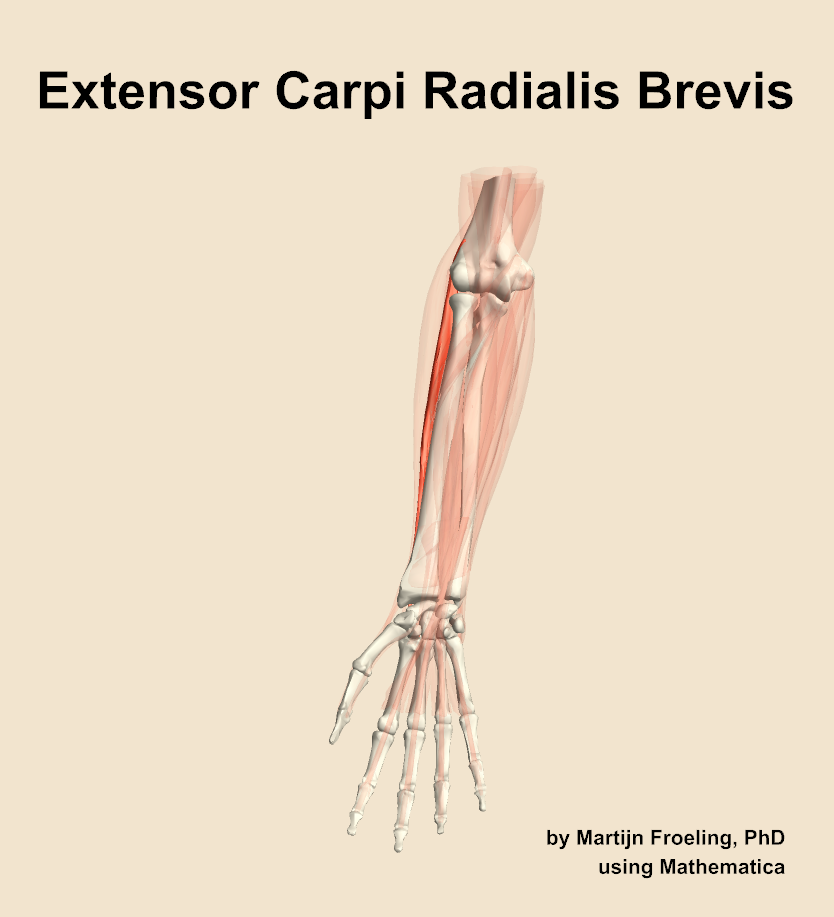 Extensor Carpi Radialis Brevis
by Martijn Froeling, PhD
using Mathematica